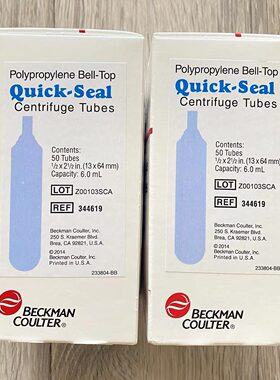 Polypropylene Bell-Top
Quick-Seal
Centrifuge Tubes
Contents:
50 Tubes
½ x 2½ in. (13 x 64 mm)
Capacity: 6.0 mL
LOT Z00103SCA
REF 344619
Beckman Coulter, Inc.
250 S. Kraemer Blvd.
Brea, CA 92821, U.S.A.
©2014
Beckman Coulter, Inc.
Printed in U.S.A.
233804-BB
BECKMAN
COULTER®
Polypropylene Bell-Top
Quick-Seal
Centrifuge Tubes
Contents:
50 Tubes
½ x 2½ in. (13 x 64 mm)
Capacity: 6.0 mL
LOT Z00103SCA
REF 344619
Beckman Coulter, Inc.
250 S. Kraemer Blvd.
Brea, CA 92821, U.S.A.
©2014
Beckman Coulter, Inc.
Printed in U.S.A.
233804-BB
BECKMAN
COULTER®